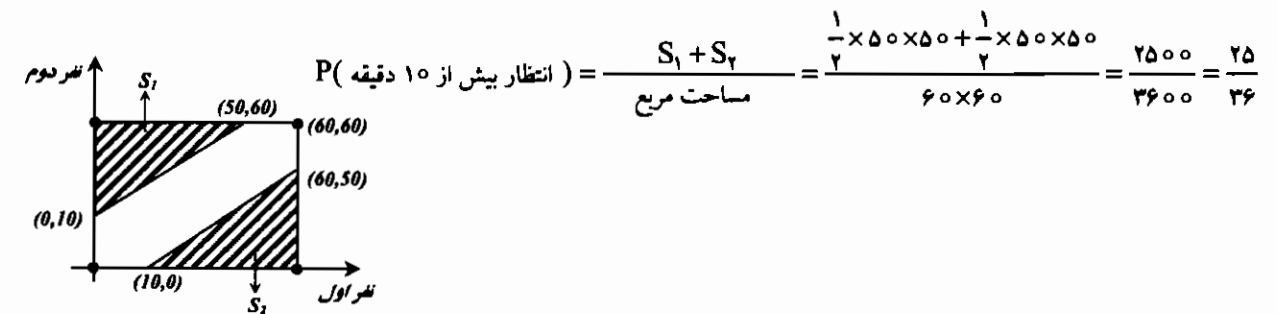 P( انتظار بیش از ۱۰ دقیقه ) = (S₁ + S₂) / مساحت مربع = (۱/۲ × ۵۰ × ۵۰ + ۱/۲ × ۵۰ × ۵۰) / ۶۰ × ۶۰ = ۲۵۰۰ / ۳۶۰۰ = ۲۵ / ۳۶
نفر دوم
S₁
(50,60)
(60,60)
(60,50)
(0,10)
(10,0)
نفر اول
S₂